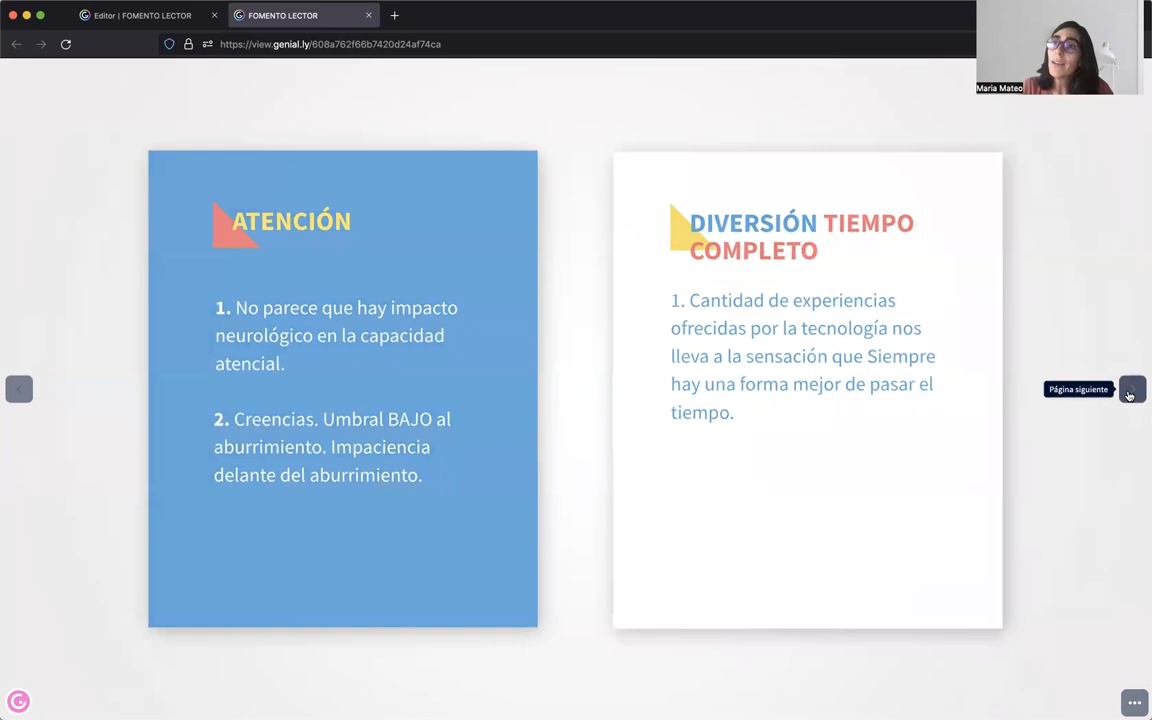 Editor | FOMENTO LECTOR
FOMENTO LECTOR
https://view.genial.ly/608a762f66b7420d24af74ca
Maria Mateo
ATENCIÓN
1. No parece que hay impacto
neurológico en la capacidad
atencial.
2. Creencias. Umbral BAJO al
aburrimiento. Impaciencia
delante del aburrimiento.
DIVERSIÓN TIEMPO
COMPLETO
1. Cantidad de experiencias
ofrecidas por la tecnología nos
lleva a la sensación que Siempre
hay una forma mejor de pasar el
tiempo.
Página siguiente